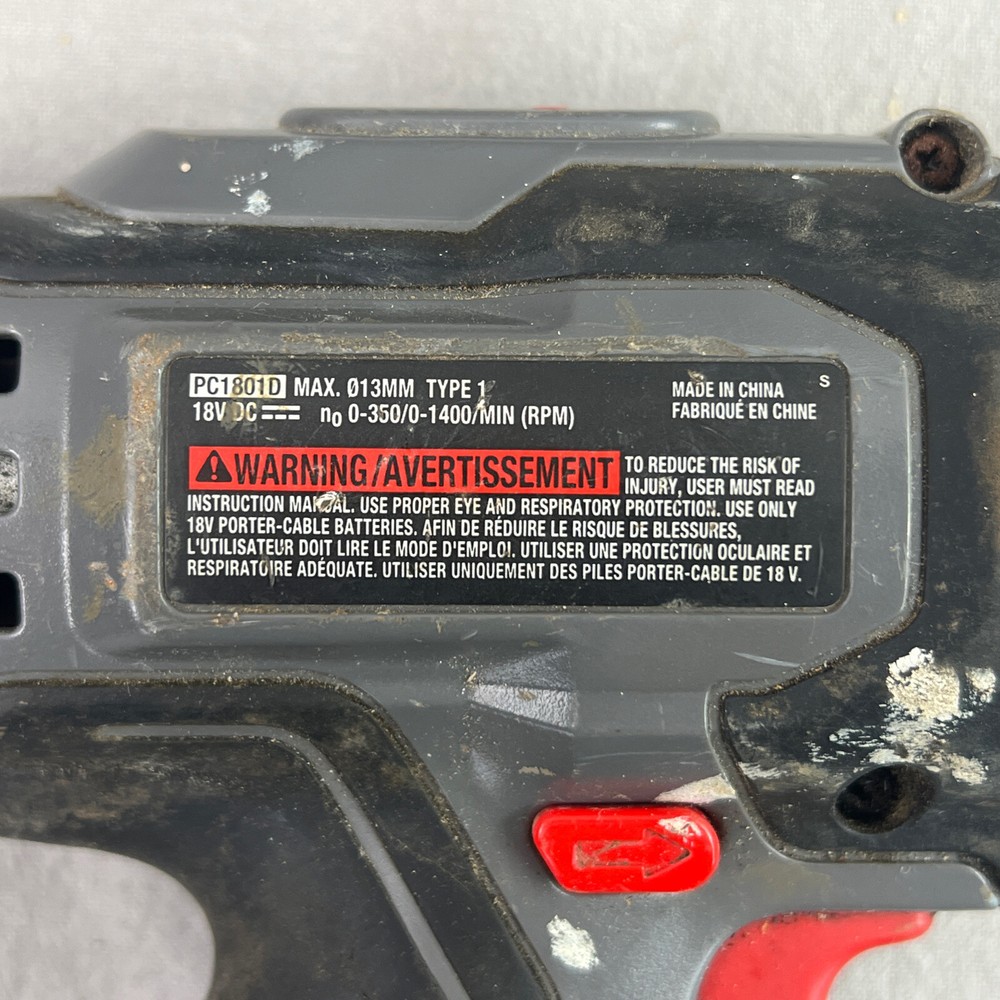 PC1801D MAX. Ø13MM TYPE 1
18V DC n0 0-350/0-1400/MIN (RPM)
MADE IN CHINA
FABRIQUÉ EN CHINE
S
WARNING/AVERTISSEMENT TO REDUCE THE RISK OF
INJURY, USER MUST READ
INSTRUCTION MANUAL. USE PROPER EYE AND RESPIRATORY PROTECTION. USE ONLY
18V PORTER-CABLE BATTERIES. AFIN DE RÉDUIRE LE RISQUE DE BLESSURES,
L'UTILISATEUR DOIT LIRE LE MODE D'EMPLOI. UTILISER UNE PROTECTION OCULAIRE ET
RESPIRATOIRE ADÉQUATE. UTILISER UNIQUEMENT DES PILES PORTER-CABLE DE 18 V.